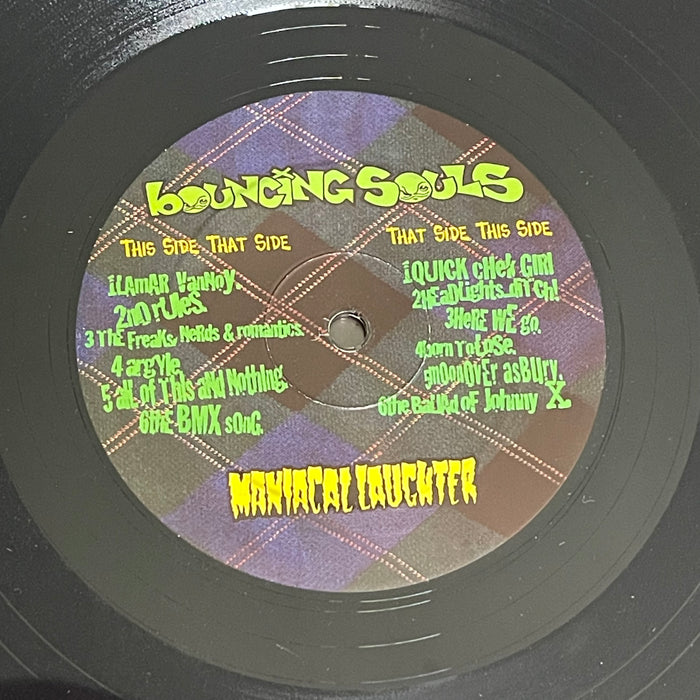 bouncing Souls
This Side That Side
1LAMAR VanNoy.
2NO rUles.
3 ThE Freaks, NeRds & romantics.
4 argyle.
5 alL of This aNd Nothing.
6thE BMX sOnG.
That Side This Side
1QUICK cHek GIRl
2hEaDLights...diTCh!
3HeRE WE go.
4born To LoSe.
5mOOnOVEr asBUry.
6the BaLlAd oF Johnny X.
MANIACAL LAUGHTER